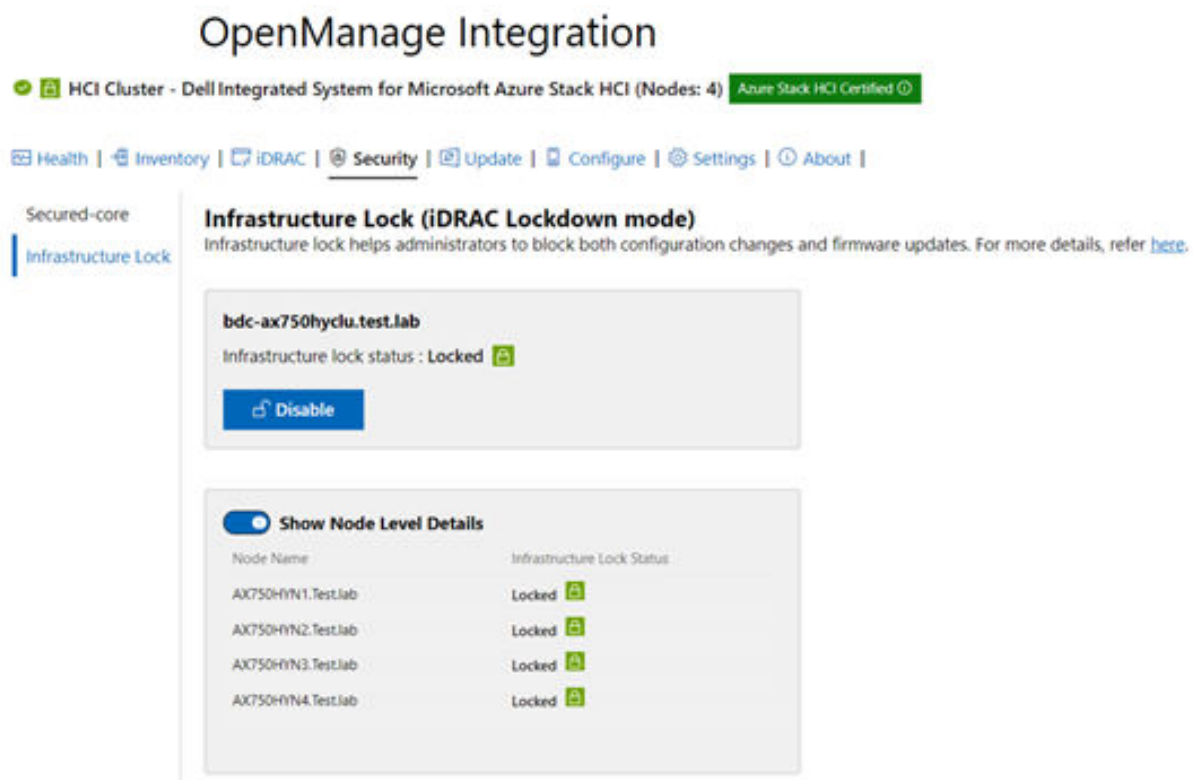 OpenManage Integration
HCI Cluster - Dell Integrated System for Microsoft Azure Stack HCI (Nodes: 4) Azure Stack HCI Certified
Health | Inventory | iDRAC | Security | Update | Configure | Settings | About |
Secured-core
Infrastructure Lock
Infrastructure Lock (iDRAC Lockdown mode)
Infrastructure lock helps administrators to block both configuration changes and firmware updates. For more details, refer here.
bdc-ax750hyclu.test.lab
Infrastructure lock status : Locked
Disable
Show Node Level Details
Node Name Infrastructure Lock Status
AX750HYN1.Test.lab Locked
AX750HYN2.Test.lab Locked
AX750HYN3.Test.lab Locked
AX750HYN4.Test.lab Locked